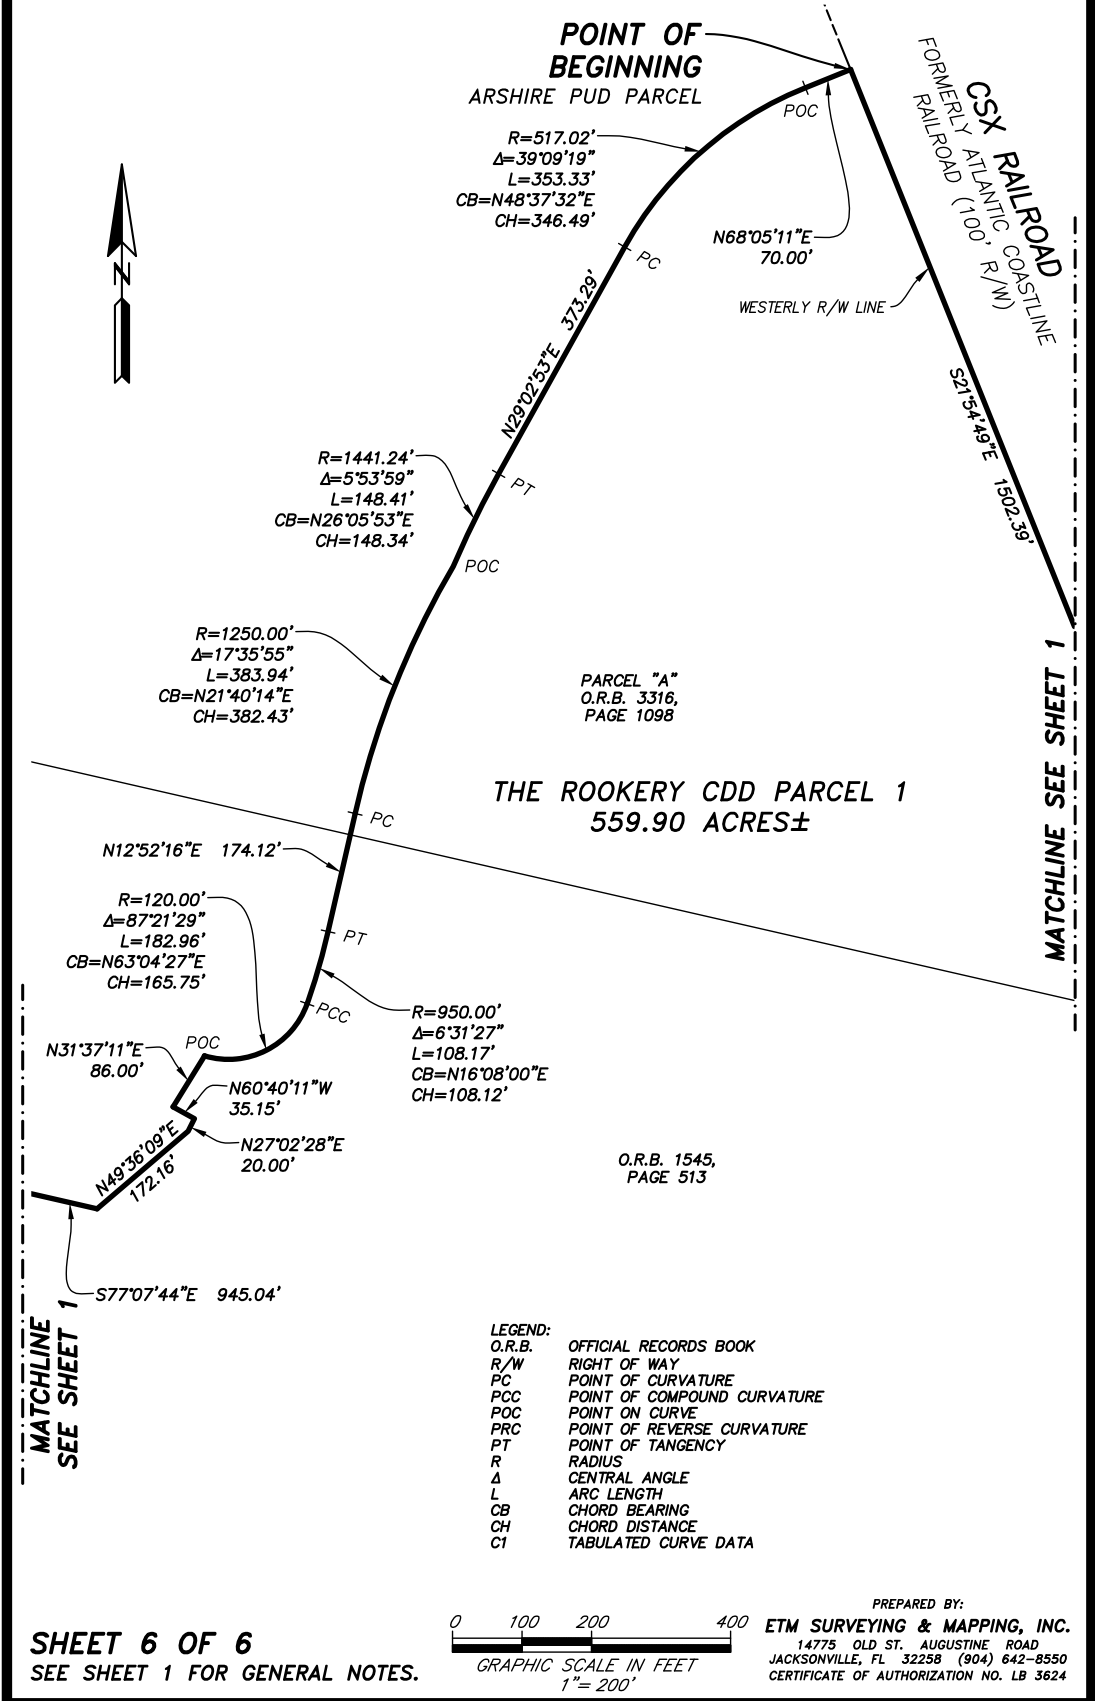 POINT OF
BEGINNING
ARSHIRE PUD PARCEL
CSX RAILROAD
FORMERLY ATLANTIC COASTLINE
RAILROAD (100' R/W)
POC
R=517.02'
Δ=39°09'19"
L=353.33'
CB=N48°37'32"E
CH=346.49'
N68°05'11"E
70.00'
PC
WESTERLY R/W LINE
N
N29°02'53"E 373.29'
S21°54'49"E 1502.39'
R=1441.24'
Δ=5°53'59"
L=148.41'
CB=N26°05'53"E
CH=148.34'
PT
POC
R=1250.00'
Δ=17°35'55"
L=383.94'
CB=N21°40'14"E
CH=382.43'
PARCEL "A"
O.R.B. 3316,
PAGE 1098
MATCHLINE SEE SHEET 1
THE ROOKERY CDD PARCEL 1
559.90 ACRES±
PC
N12°52'16"E 174.12'
R=120.00'
Δ=87°21'29"
L=182.96'
CB=N63°04'27"E
CH=165.75'
PT
PCC
R=950.00'
Δ=6°31'27"
L=108.17'
CB=N16°08'00"E
CH=108.12'
POC
N31°37'11"E
86.00'
N60°40'11"W
35.15'
N27°02'28"E
20.00'
N49°36'09"E
172.16'
O.R.B. 1545,
PAGE 513
S77°07'44"E 945.04'
MATCHLINE
SEE SHEET 1
LEGEND:
O.R.B. OFFICIAL RECORDS BOOK
R/W RIGHT OF WAY
PC POINT OF CURVATURE
PCC POINT OF COMPOUND CURVATURE
POC POINT ON CURVE
PRC POINT OF REVERSE CURVATURE
PT POINT OF TANGENCY
R RADIUS
Δ CENTRAL ANGLE
L ARC LENGTH
CB CHORD BEARING
CH CHORD DISTANCE
C1 TABULATED CURVE DATA
SHEET 6 OF 6
SEE SHEET 1 FOR GENERAL NOTES.
0 100 200 400
GRAPHIC SCALE IN FEET
1"= 200'
PREPARED BY:
ETM SURVEYING & MAPPING, INC.
14775 OLD ST. AUGUSTINE ROAD
JACKSONVILLE, FL 32258 (904) 642-8550
CERTIFICATE OF AUTHORIZATION NO. LB 3624